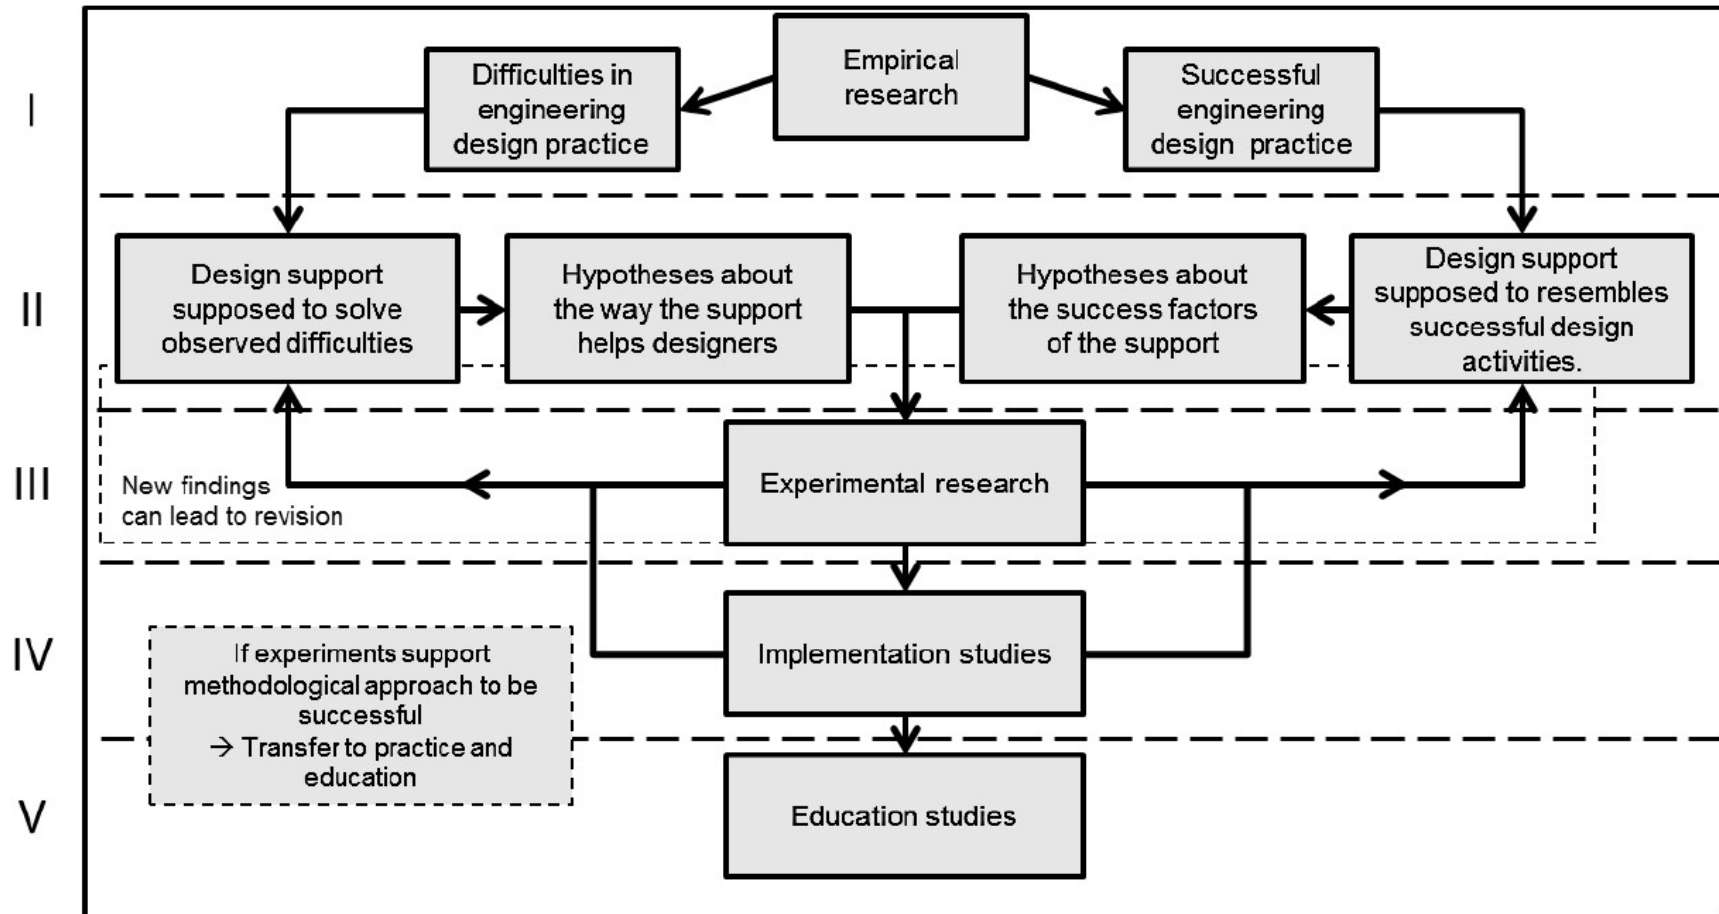 I
Difficulties in
engineering
design practice
Empirical
research
Successful
engineering
design practice
II
Design support
supposed to solve
observed difficulties
Hypotheses about
the way the support
helps designers
Hypotheses about
the success factors
of the support
Design support
supposed to resembles
successful design
activities.
III
New findings
can lead to revision
Experimental research
IV
If experiments support
methodological approach to be
successful
→ Transfer to practice and
education
Implementation studies
V
Education studies